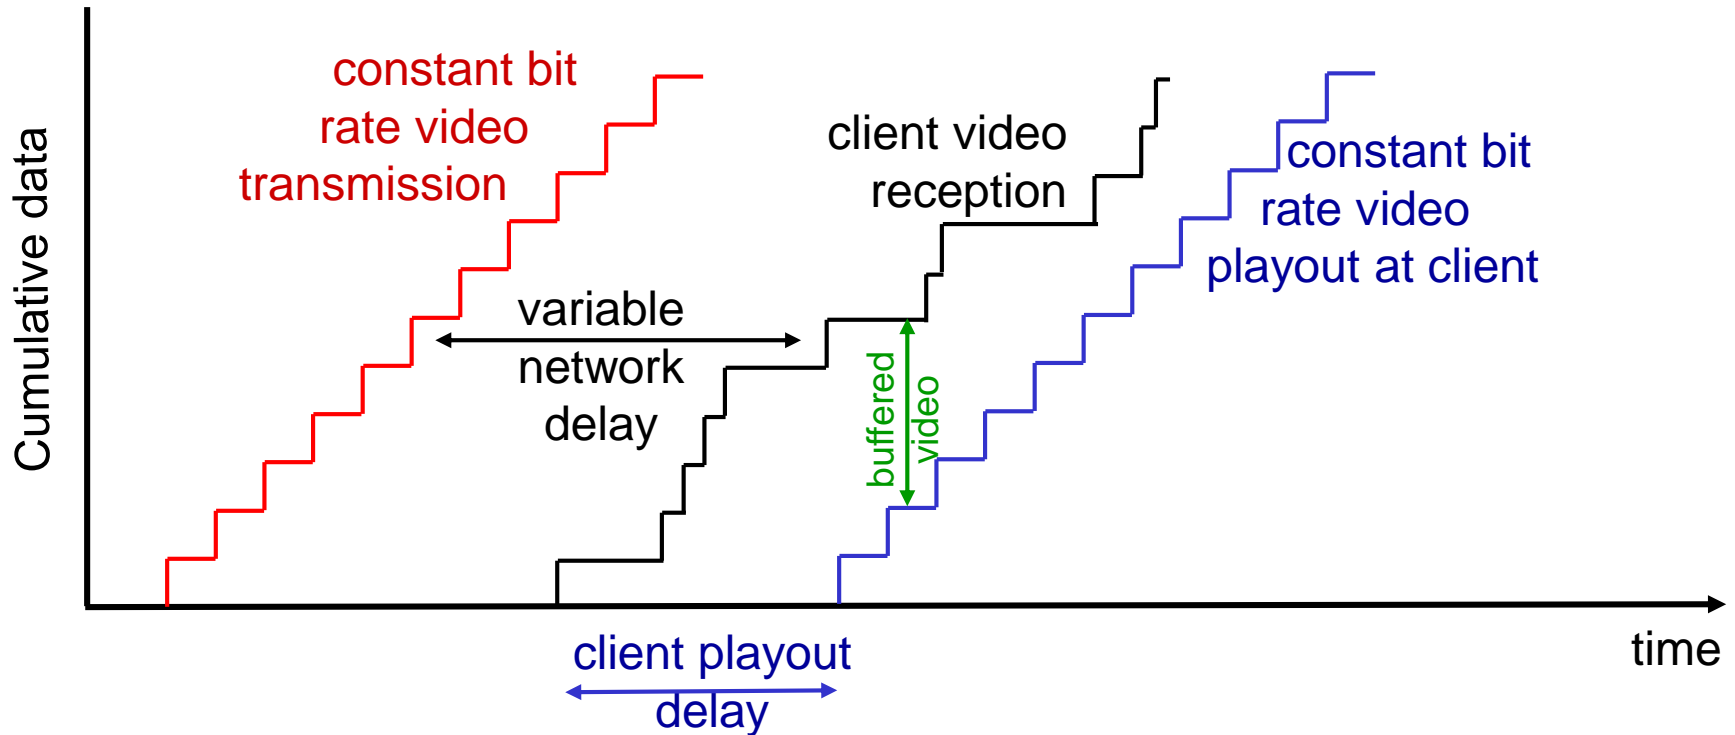 constant bit
rate video
transmission
client video
reception
constant bit
rate video
playout at client
Cumulative data
variable
network
delay
buffered
video
time
client playout
delay